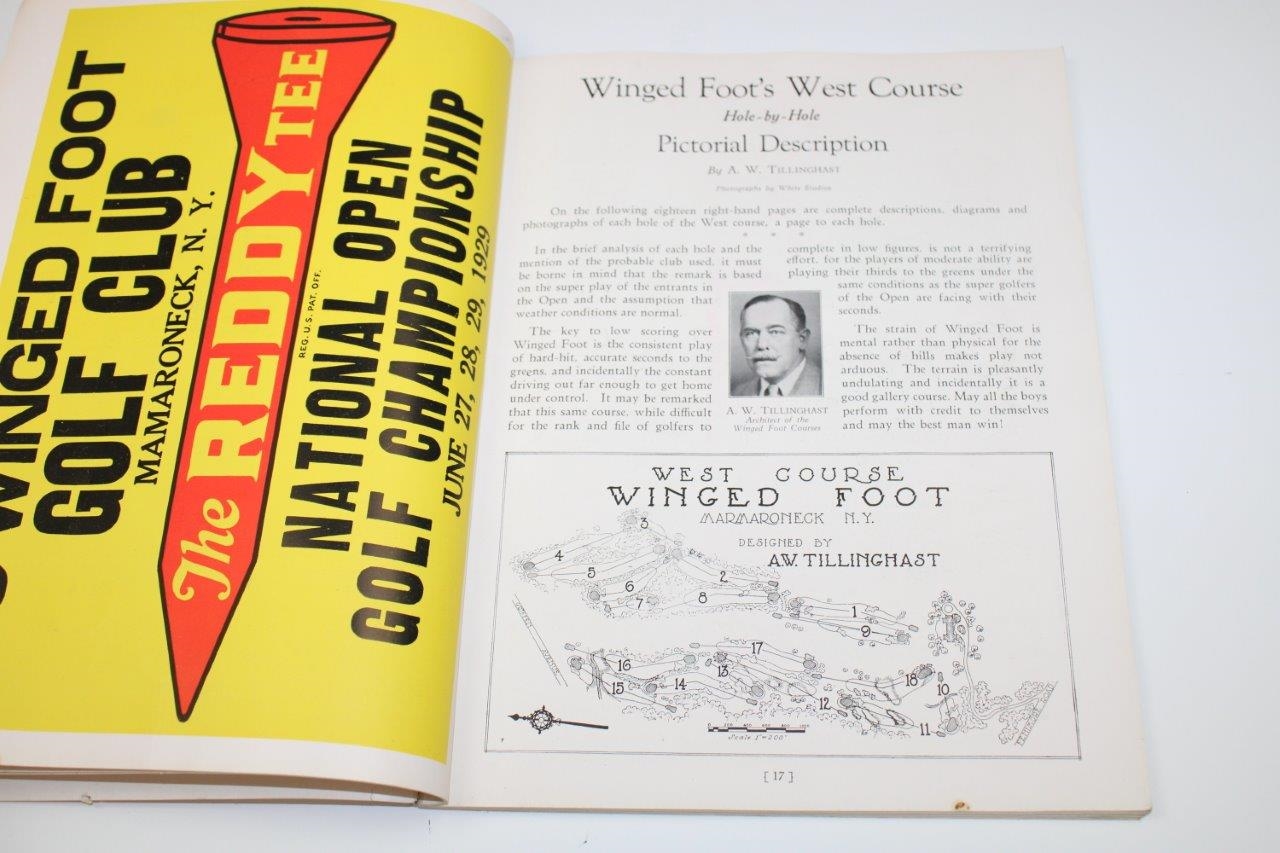 WINGED FOOT
GOLF CLUB
MAMARONECK, N. Y.
The REDDY TEE
REG. U. S. PAT. OFF.
NATIONAL OPEN
GOLF CHAMPIONSHIP
JUNE 27, 28, 29, 1929
Winged Foot's West Course
Hole-by-Hole
Pictorial Description
By A. W. TILLINGHAST
Photographs by White Studios
On the following eighteen right-hand pages are complete descriptions, diagrams and
photographs of each hole of the West course, a page to each hole.
* * *
In the brief analysis of each hole and the
mention of the probable club used, it must
be borne in mind that the remark is based
on the super play of the entrants in
the Open and the assumption that
weather conditions are normal.
The key to low scoring over
Winged Foot is the consistent play
of hard-hit, accurate seconds to the
greens, and incidentally the constant
driving out far enough to get home
under control. It may be remarked
that this same course, while difficult
for the rank and file of golfers to
complete in low figures, is not a terrifying
effort, for the players of moderate ability are
playing their thirds to the greens under the
same conditions as the super golfers
of the Open are facing with their
seconds.
The strain of Winged Foot is
mental rather than physical for the
absence of hills makes play not
arduous. The terrain is pleasantly
undulating and incidentally it is a
good gallery course. May all the boys
perform with credit to themselves
and may the best man win!
A. W. TILLINGHAST
Architect of the
Winged Foot Courses
WEST COURSE
WINGED FOOT
MARMARONECK N.Y.
DESIGNED BY
A.W. TILLINGHAST
3
4
5
6
7
2
8
1
9
17
16
13
15
14
18
10
12
11
AVENUE
Scale 1"=200'
[ 17 ]